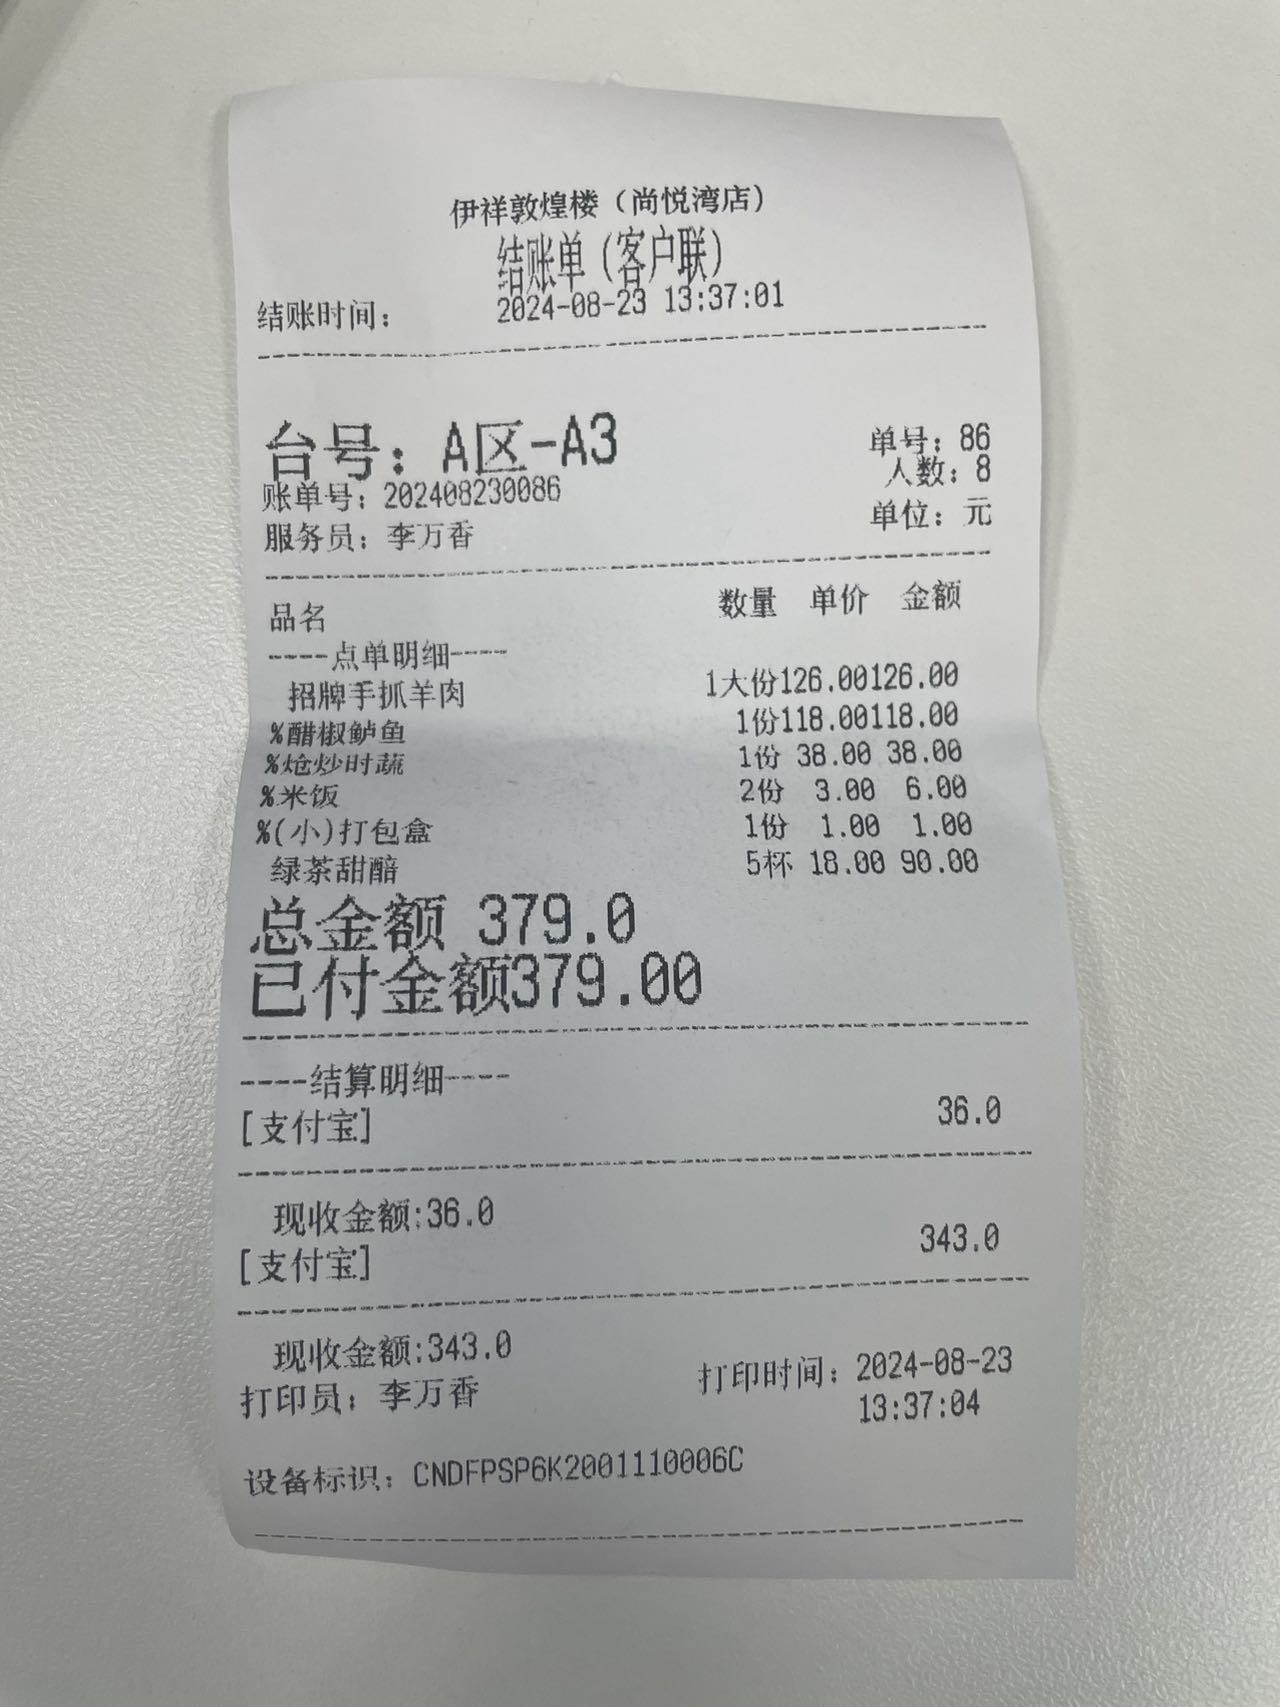 伊祥敦煌楼（尚悦湾店）
结账单（客户联）
结账时间： 2024-08-23 13:37:01
台号：A区-A3 单号：86
账单号：202408230086 人数：8
服务员：李万香 单位：元
品名 数量 单价 金额
----点单明细----
招牌手抓羊肉 1大份126.00126.00
%醋椒鲈鱼 1份118.00118.00
%炝炒时蔬 1份 38.00 38.00
%米饭 2份 3.00 6.00
%(小)打包盒 1份 1.00 1.00
绿茶甜醅 5杯 18.00 90.00
总金额 379.0
已付金额379.00
----结算明细----
[支付宝] 36.0
现收金额:36.0
[支付宝] 343.0
现收金额:343.0
打印员：李万香 打印时间：2024-08-23
13:37:04
设备标识：CNDFPSP6K2001110006C